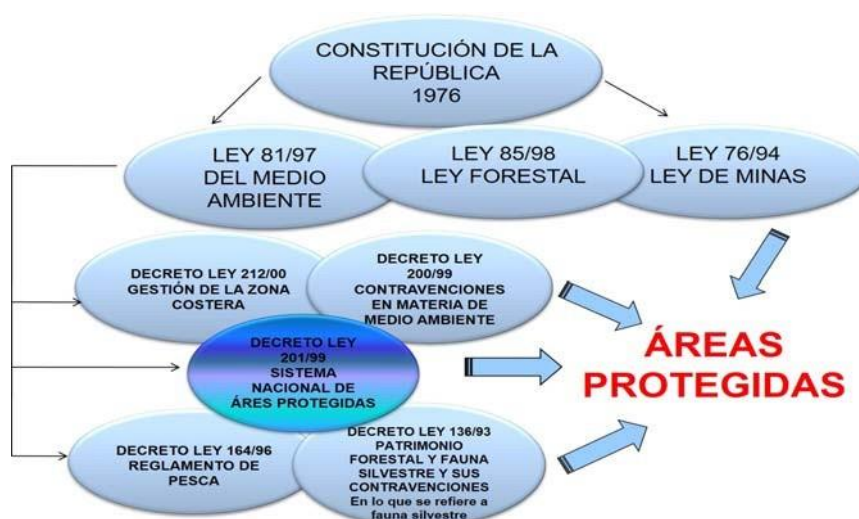 CONSTITUCIÓN DE LA
REPÚBLICA
1976
LEY 81/97
DEL MEDIO
AMBIENTE
LEY 85/98
LEY FORESTAL
LEY 76/94
LEY DE MINAS
DECRETO LEY 212/00
GESTIÓN DE LA ZONA
COSTERA
DECRETO LEY
200/99
CONTRAVENCIONES
EN MATERIA DE
MEDIO AMBIENTE
DECRETO LEY
201/99
SISTEMA
NACIONAL DE
ÁRES PROTEGIDAS
ÁREAS
PROTEGIDAS
DECRETO LEY 164/96
REGLAMENTO DE
PESCA
DECRETO LEY 136/93
PATRIMONIO
FORESTAL Y FAUNA
SILVESTRE Y SUS
CONTRAVENCIONES
En lo que se refiere a
fauna silvestre